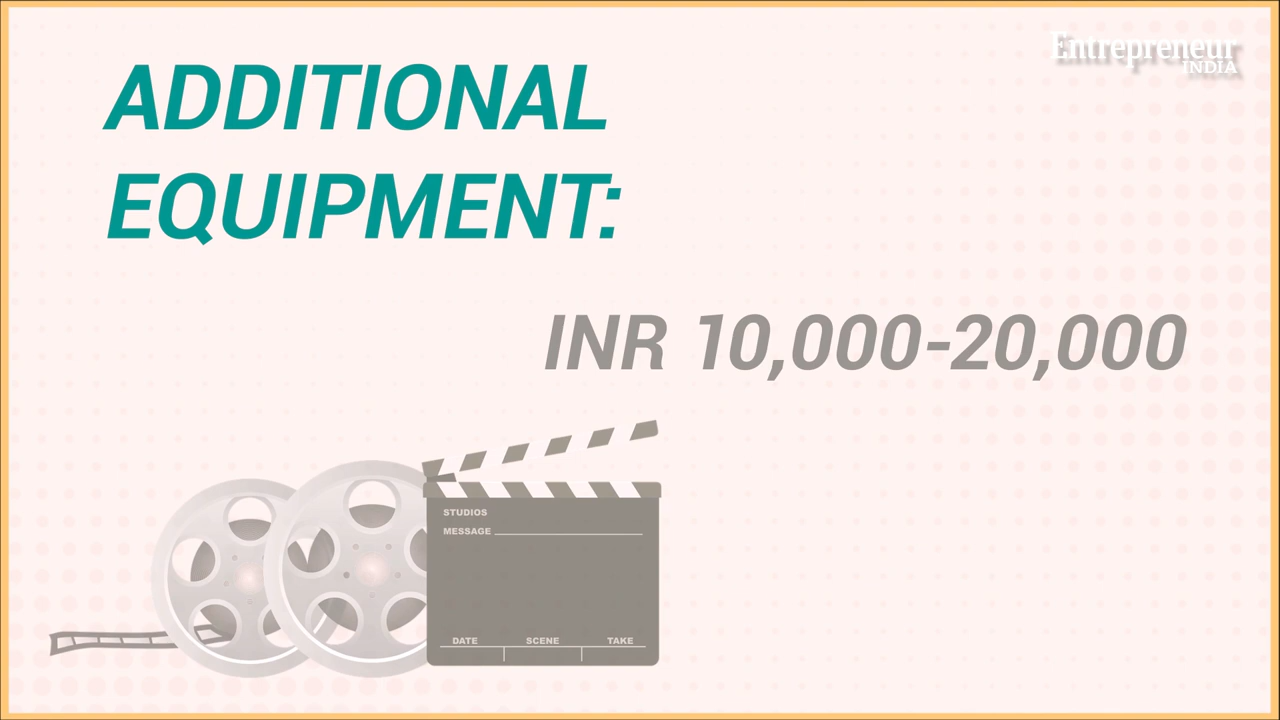 Entrepreneur
INDIA
ADDITIONAL
EQUIPMENT:
INR 10,000-20,000
STUDIOS
MESSAGE
DATE SCENE TAKE